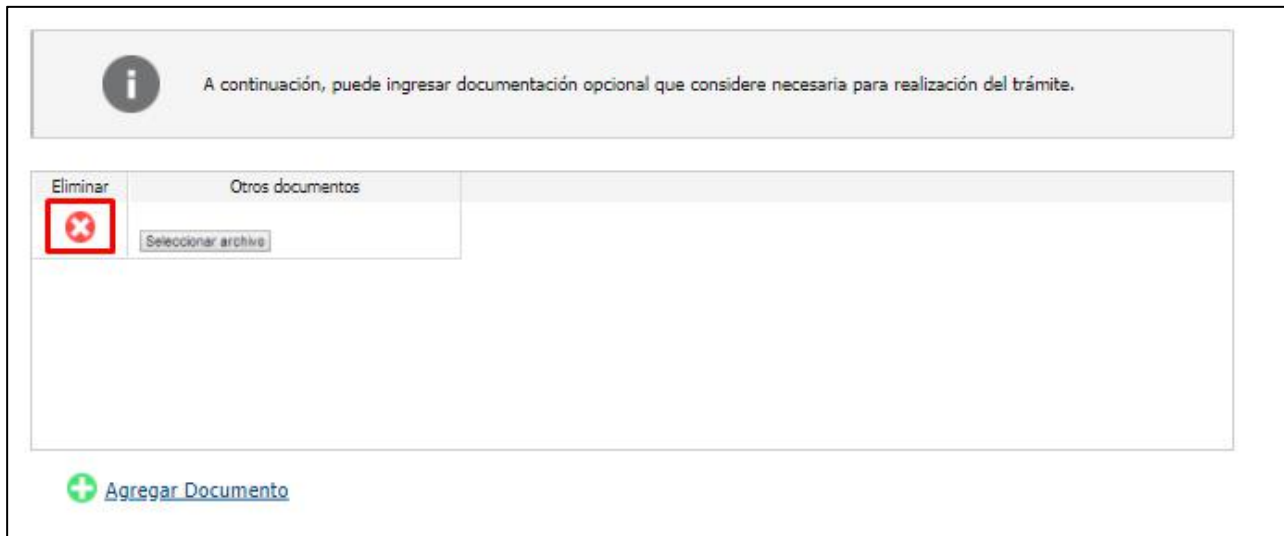 A continuación, puede ingresar documentación opcional que considere necesaria para realización del trámite.
Eliminar Otros documentos
Seleccionar archivo
Agregar Documento